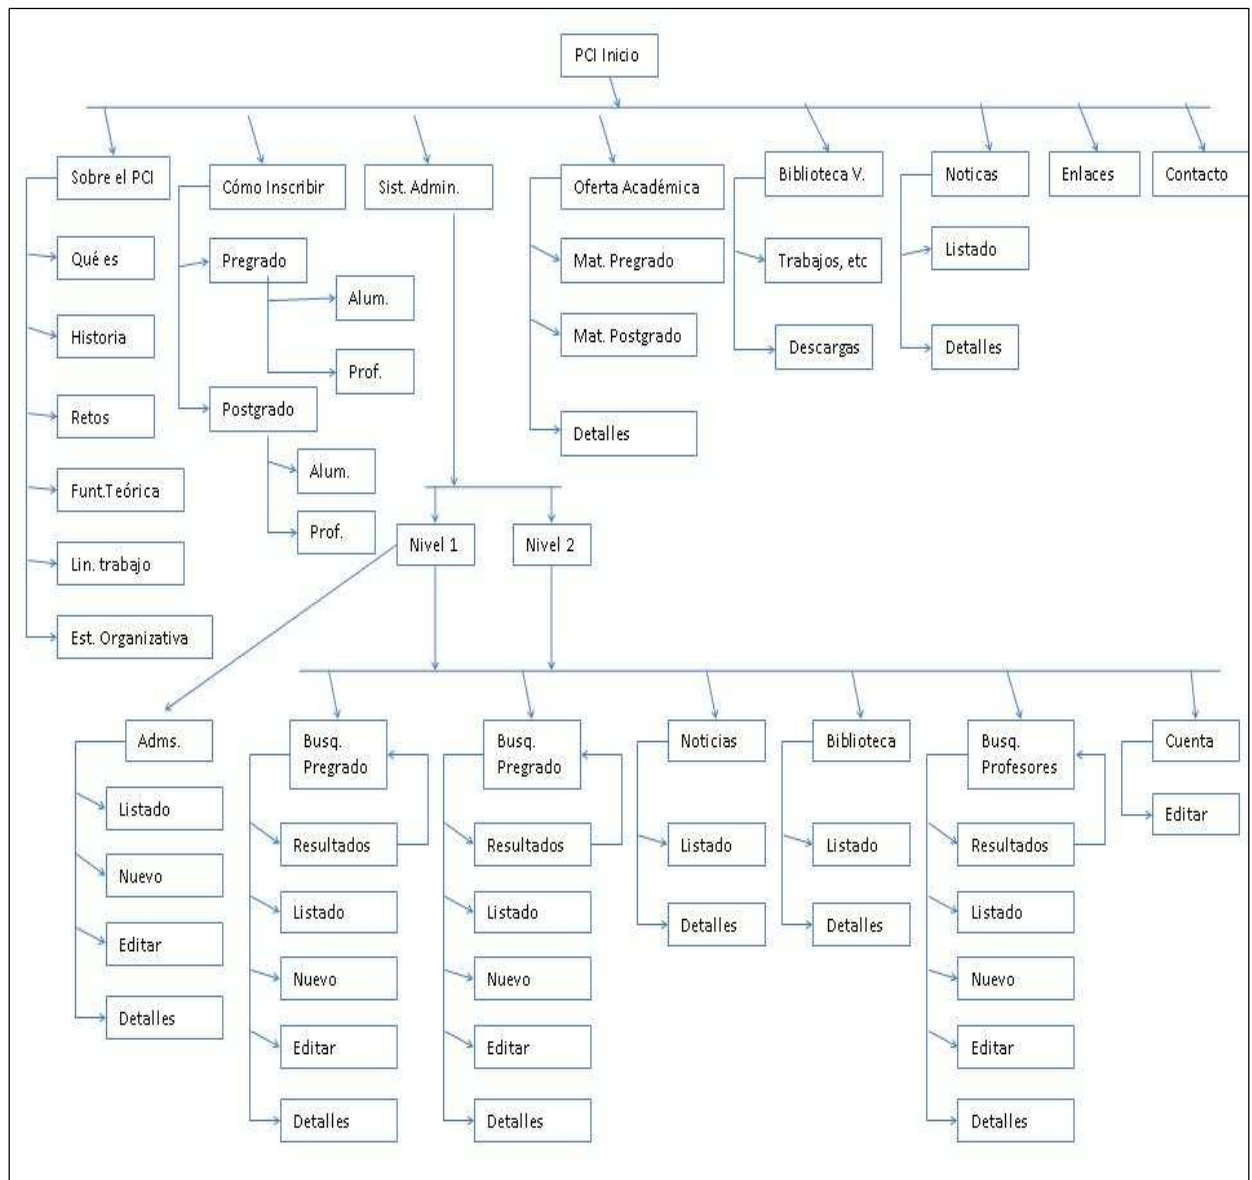 PCI Inicio
Sobre el PCI
Cómo Inscribir
Sist. Admin.
Oferta Académica
Biblioteca V.
Noticas
Enlaces
Contacto
Qué es
Historia
Retos
Funt.Teórica
Lin. trabajo
Est. Organizativa
Pregrado
Alum.
Prof.
Postgrado
Alum.
Prof.
Mat. Pregrado
Mat. Postgrado
Detalles
Trabajos, etc
Descargas
Listado
Detalles
Nivel 1
Nivel 2
Adms.
Listado
Nuevo
Editar
Detalles
Busq.
Pregrado
Resultados
Listado
Nuevo
Editar
Detalles
Busq.
Pregrado
Resultados
Listado
Nuevo
Editar
Detalles
Noticias
Listado
Detalles
Biblioteca
Listado
Detalles
Busq.
Profesores
Resultados
Listado
Nuevo
Editar
Detalles
Cuenta
Editar